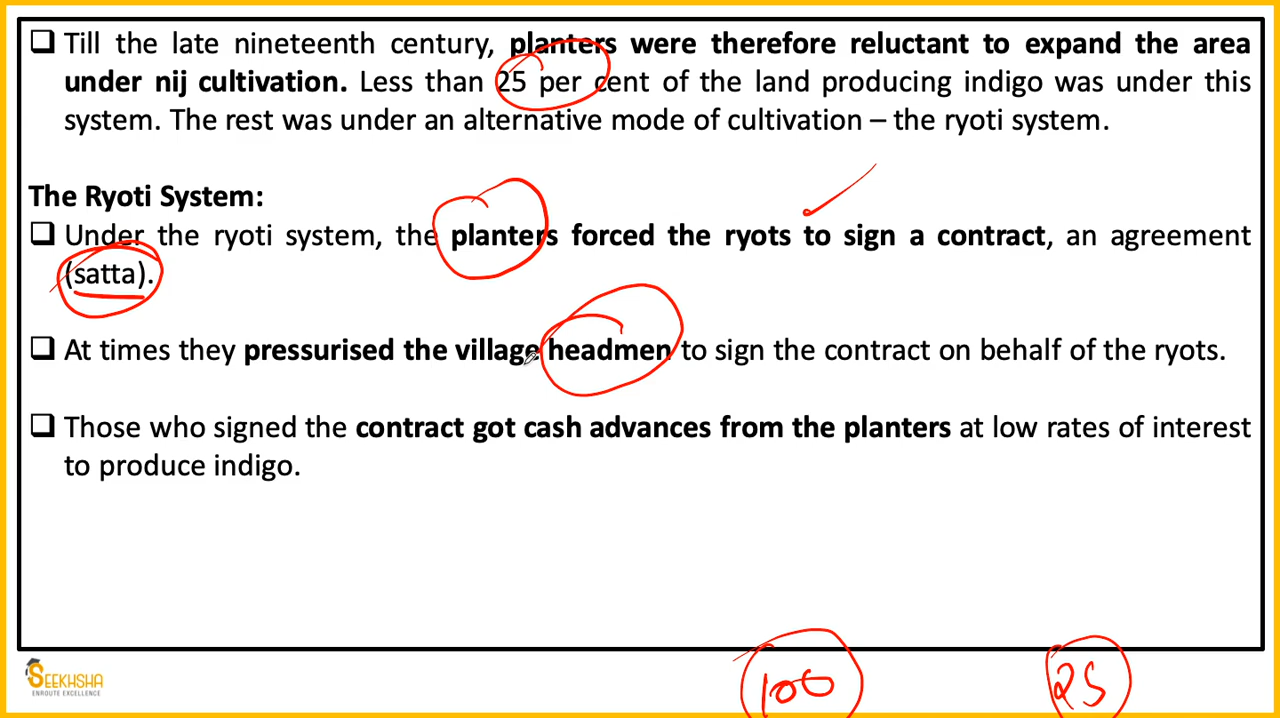 ❑ Till the late nineteenth century, planters were therefore reluctant to expand the area
under nij cultivation. Less than 25 per cent of the land producing indigo was under this
system. The rest was under an alternative mode of cultivation – the ryoti system.
The Ryoti System:
❑ Under the ryoti system, the planters forced the ryots to sign a contract, an agreement
(satta).
❑ At times they pressurised the village headmen to sign the contract on behalf of the ryots.
❑ Those who signed the contract got cash advances from the planters at low rates of interest
to produce indigo.
SEEKHSHA
ENROUTE EXCELLENCE
100 25